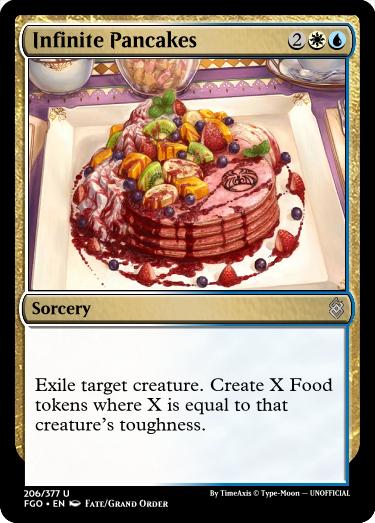 Infinite Pancakes 2
Sorcery
Exile target creature. Create X Food
tokens where X is equal to that
creature's toughness.
206/377 U
FGO • EN Fate/Grand Order
By TimeAxis © Type-Moon — UNOFFICIAL